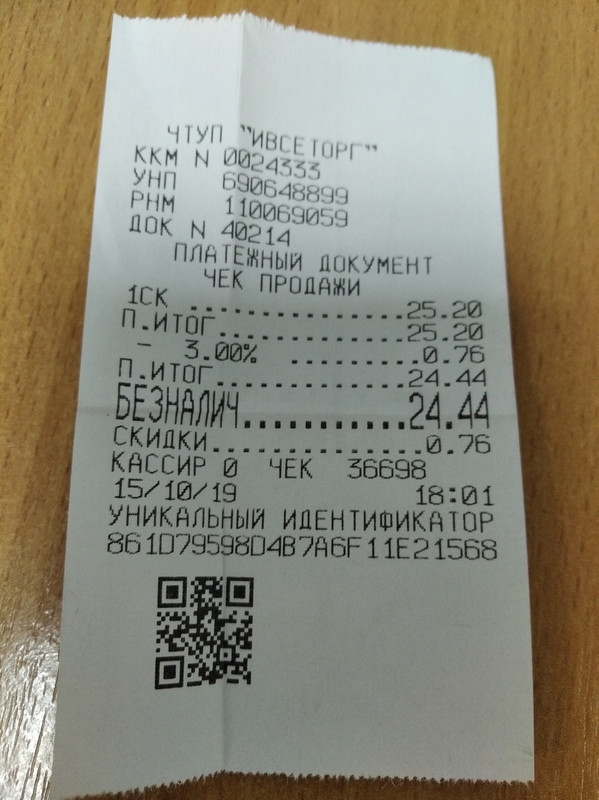 ЧТУП "ИВСЕТОРГ"
ККМ N 0024333
УНП 690648899
РНМ 110069059
ДОК N 40214
ПЛАТЕЖНЫЙ ДОКУМЕНТ
ЧЕК ПРОДАЖИ
1СК ................25.20
П.ИТОГ..............25.20
- 3.00% ..........0.76
П.ИТОГ..............24.44
БЕЗНАЛИЧ...........24.44
СКИДКИ...............0.76
КАССИР 0 ЧЕК 36698
15/10/19 18:01
УНИКАЛЬНЫЙ ИДЕНТИФИКАТОР
861D79598D4B7A6F11E21568